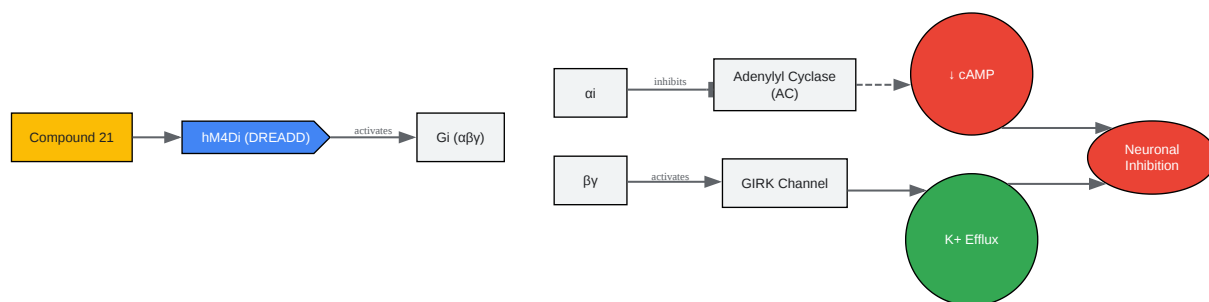 Compound 21
hM4Di (DREADD)
activates
Gi (αβγ)
αi
inhibits
Adenylyl Cyclase
(AC)
↓ cAMP
βγ
activates
GIRK Channel
K+ Efflux
Neuronal
Inhibition